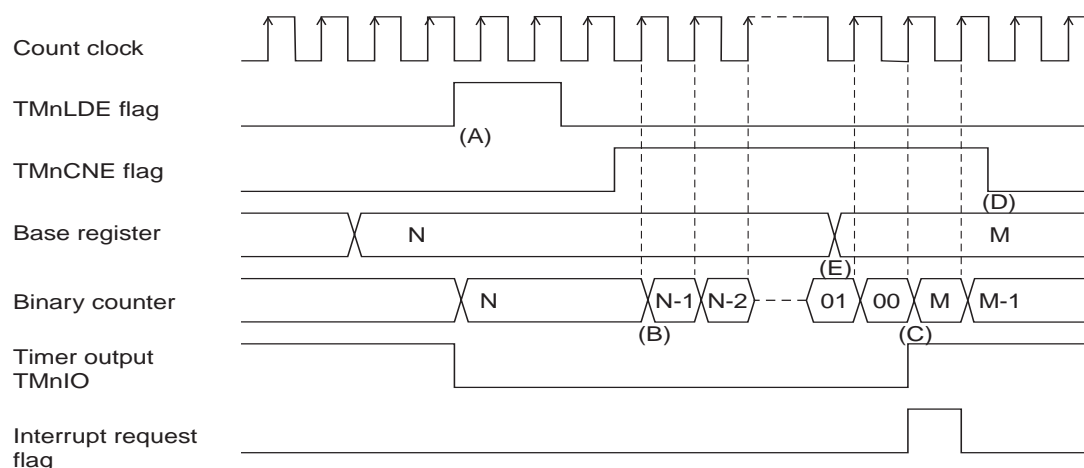 Count clock
TMnLDE flag
(A)
TMnCNE flag
(D)
Base register
N
M
(E)
Binary counter
N
N-1
N-2
01
00
M
M-1
(B)
(C)
Timer output
TMnIO
Interrupt request
flag